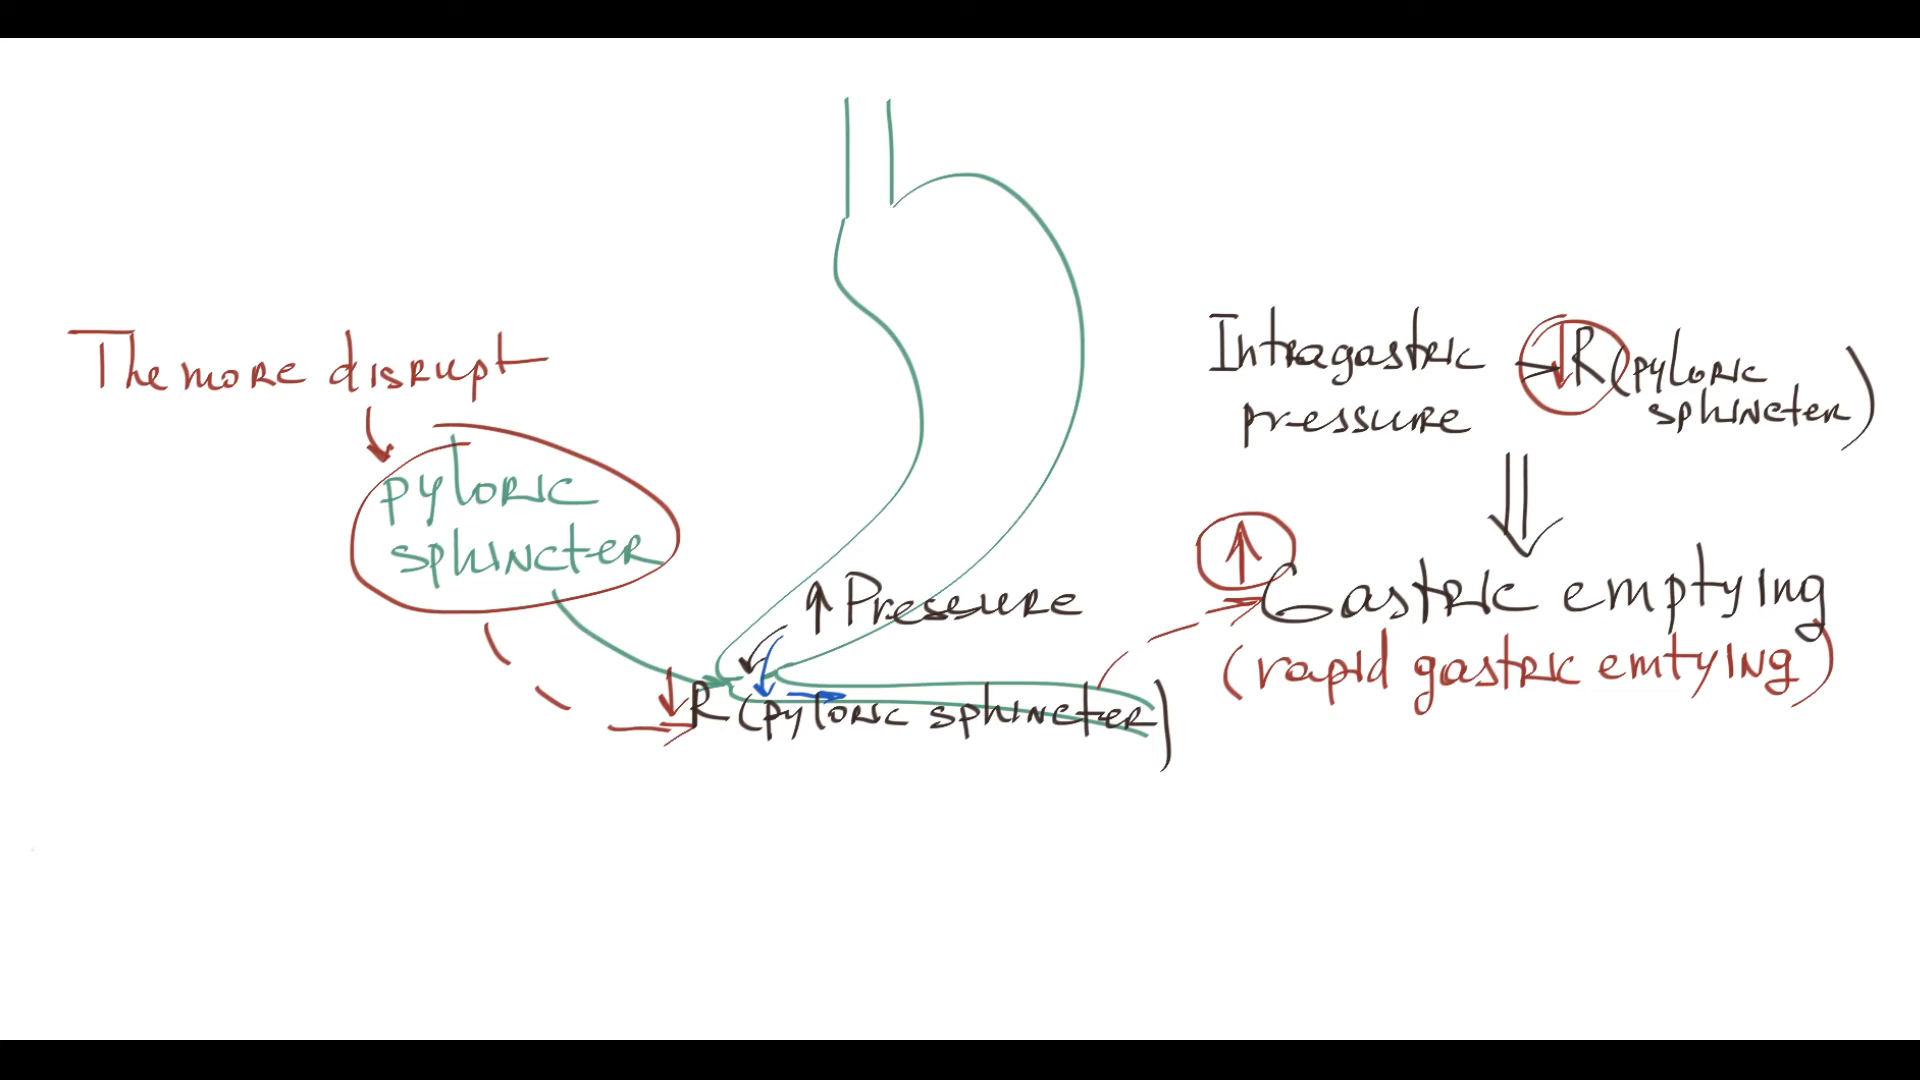 The more disrupt
pyloric
sphincter
↑ Pressure
↓ R (pyloric sphincter)
Intragastric
pressure
- ↓ R (pyloric
sphincter)
↑ Gastric emptying
(rapid gastric emtying)